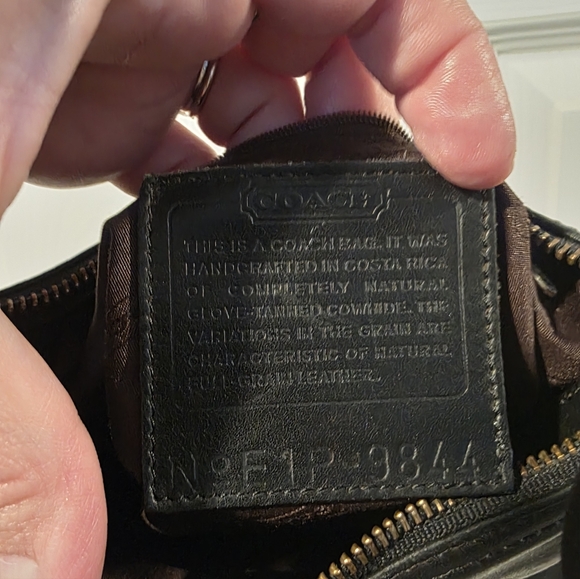 COACH
THIS IS A COACH BAG. IT WAS
HANDCRAFTED IN COSTA RICA
OF COMPLETELY NATURAL
GLOVE-TANNED COWHIDE. THE
VARIATIONS IN THE GRAIN ARE
CHARACTERISTIC OF NATURAL
FULL-GRAIN LEATHER.
Nº F1P-9844